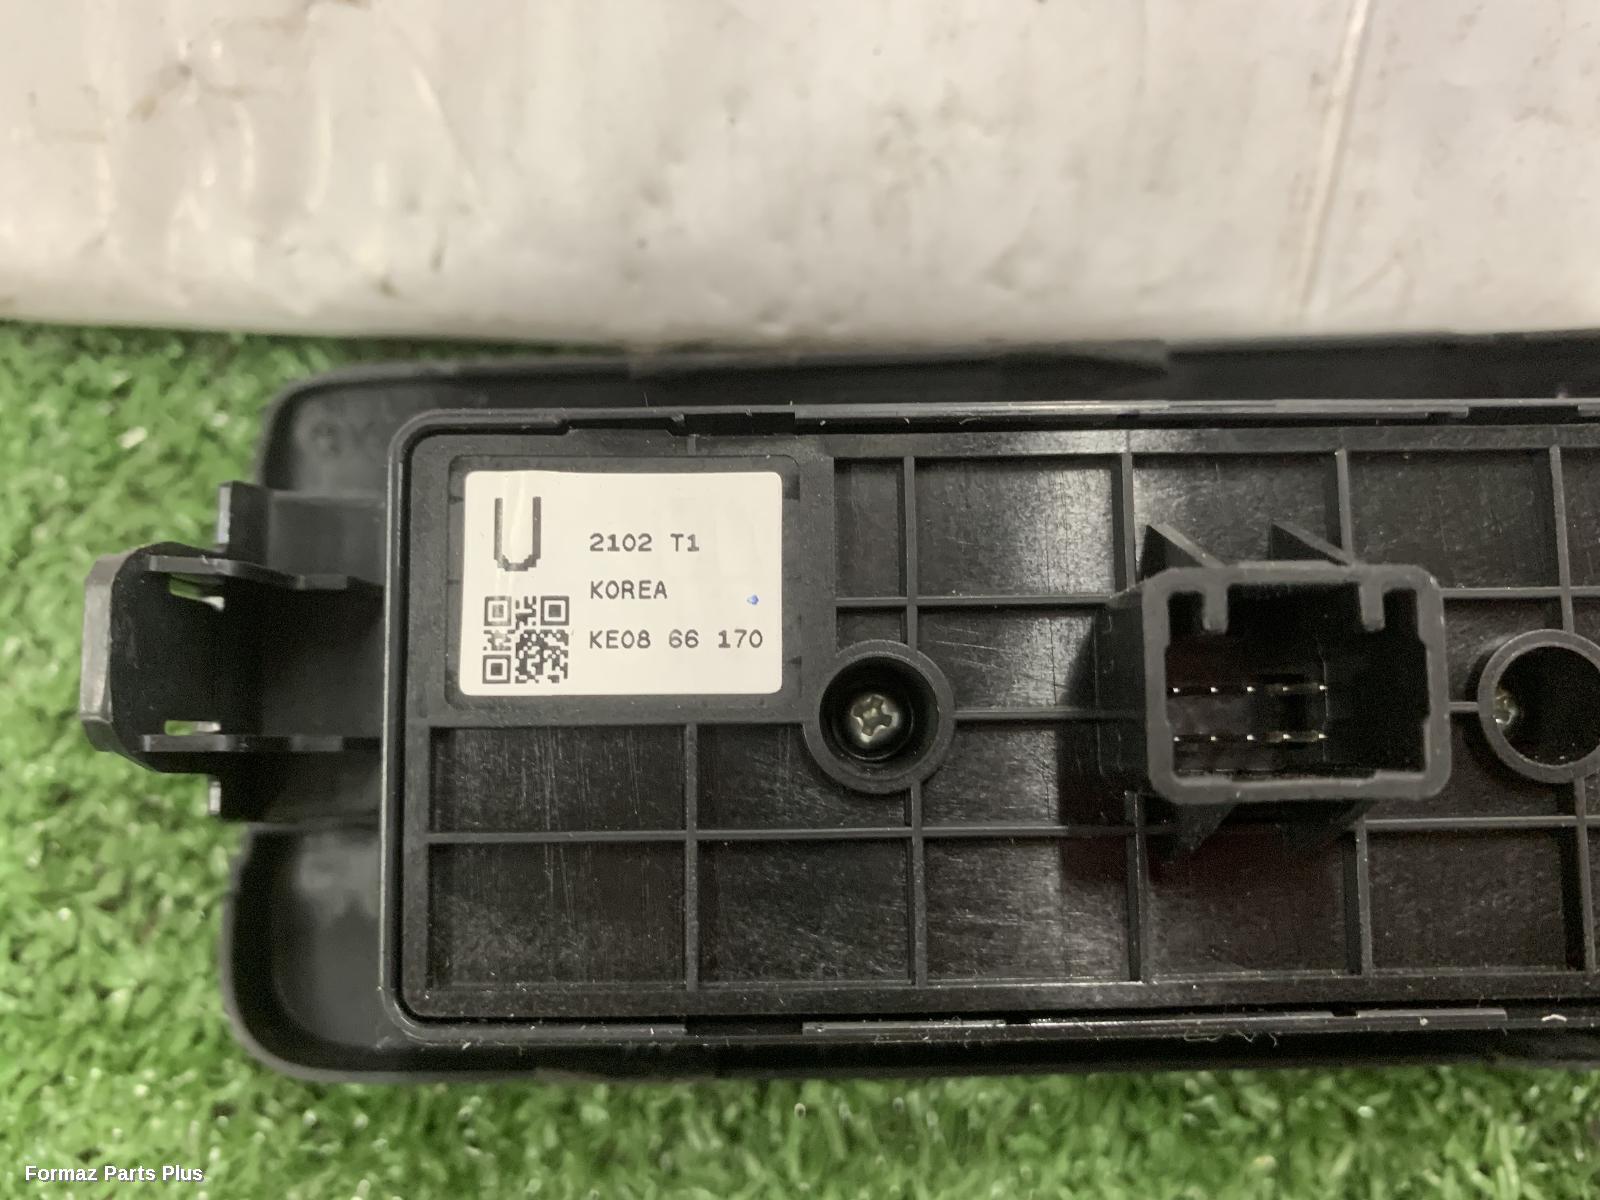 U
2102 T1
KOREA
KE08 66 170
Formaz Parts Plus